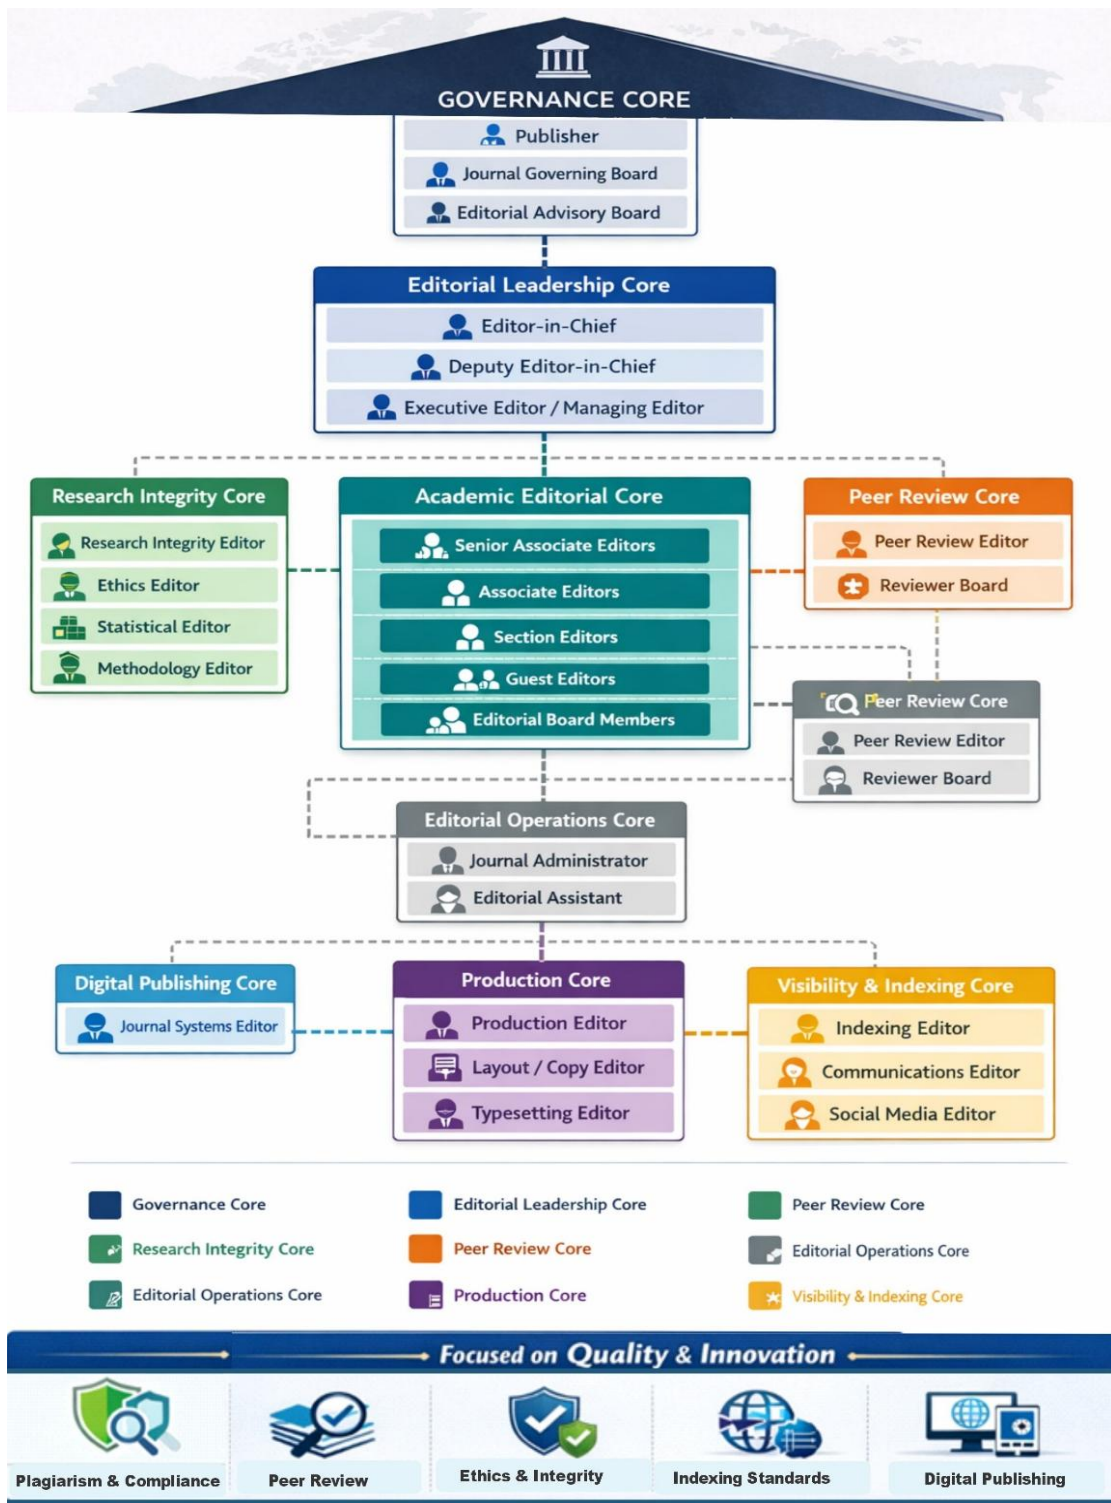 GOVERNANCE CORE
Publisher
Journal Governing Board
Editorial Advisory Board
Editorial Leadership Core
Editor-in-Chief
Deputy Editor-in-Chief
Executive Editor / Managing Editor
Research Integrity Core
Research Integrity Editor
Ethics Editor
Statistical Editor
Methodology Editor
Academic Editorial Core
Senior Associate Editors
Associate Editors
Section Editors
Guest Editors
Editorial Board Members
Peer Review Core
Peer Review Editor
Reviewer Board
Peer Review Core
Peer Review Editor
Reviewer Board
Editorial Operations Core
Journal Administrator
Editorial Assistant
Digital Publishing Core
Journal Systems Editor
Production Core
Production Editor
Layout / Copy Editor
Typesetting Editor
Visibility & Indexing Core
Indexing Editor
Communications Editor
Social Media Editor
Governance Core
Editorial Leadership Core
Peer Review Core
Research Integrity Core
Peer Review Core
Editorial Operations Core
Editorial Operations Core
Production Core
Visibility & Indexing Core
Focused on Quality & Innovation
Plagiarism & Compliance
Peer Review
Ethics & Integrity
Indexing Standards
Digital Publishing